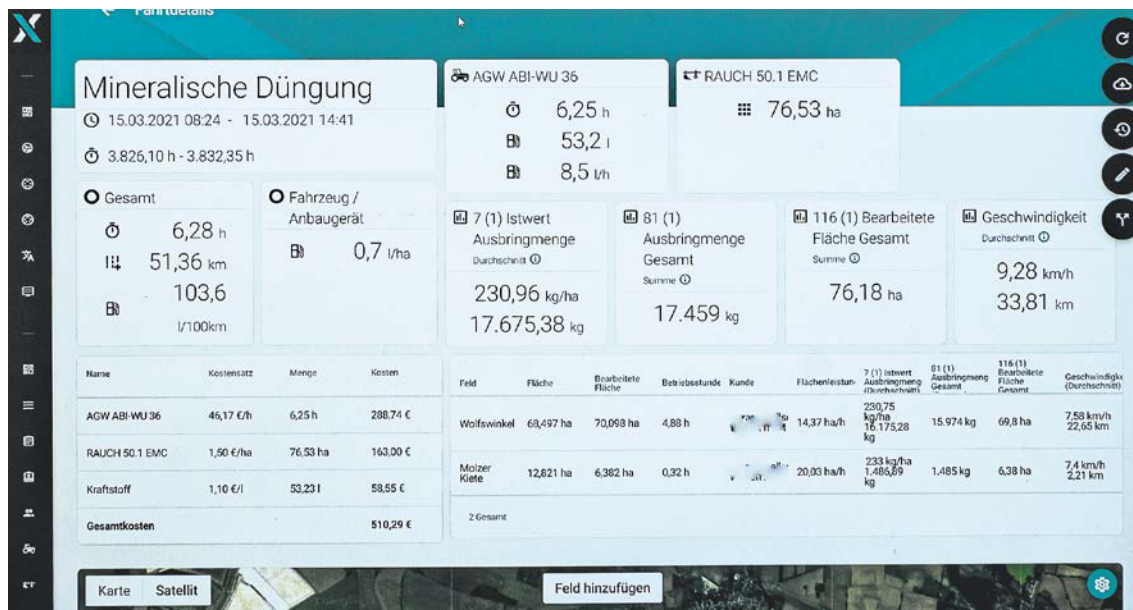 Fahrtdetails
Mineralische Düngung
15.03.2021 08:24 - 15.03.2021 14:41
3.826,10 h - 3.832,35 h
AGW ABI-WU 36
6,25 h
53,2 l
8,5 l/h
RAUCH 50.1 EMC
76,53 ha
Gesamt
6,28 h
51,36 km
103,6
l/100km
Fahrzeug /
Anbaugerät
0,7 l/ha
7 (1) Istwert
Ausbringmenge
Durchschnitt
230,96 kg/ha
17.675,38 kg
81 (1)
Ausbringmenge
Gesamt
Summe
17.459 kg
116 (1) Bearbeitete
Fläche Gesamt
Summe
76,18 ha
Geschwindigkeit
Durchschnitt
9,28 km/h
33,81 km
Name Kostensatz Menge Kosten
AGW ABI-WU 36 46,17 €/h 6,25 h 288,74 €
RAUCH 50.1 EMC 1,50 €/ha 76,53 ha 163,00 €
Kraftstoff 1,10 €/l 53,23 l 58,55 €
Gesamtkosten 510,29 €
Feld Fläche Bearbeitete Fläche Betriebsstunde Kunde Flächenleistun 7 (1) Istwert Ausbringmeng (Durchschnitt) 81 (1) Ausbringmeng Gesamt 116 (1) Bearbeitete Fläche Gesamt Geschwindigke (Durchschnitt)
Wolfswinkel 68,497 ha 70,098 ha 4,88 h 14,37 ha/h 230,75 kg/ha 16.175,28 kg 15.974 kg 69,8 ha 7,58 km/h 22,65 km
Molzer Kiete 12,821 ha 6,382 ha 0,32 h 20,03 ha/h 233 kg/ha 1.486,89 kg 1.485 kg 6,38 ha 7,4 km/h 2,21 km
2 Gesamt
Karte Satellit
Feld hinzufügen